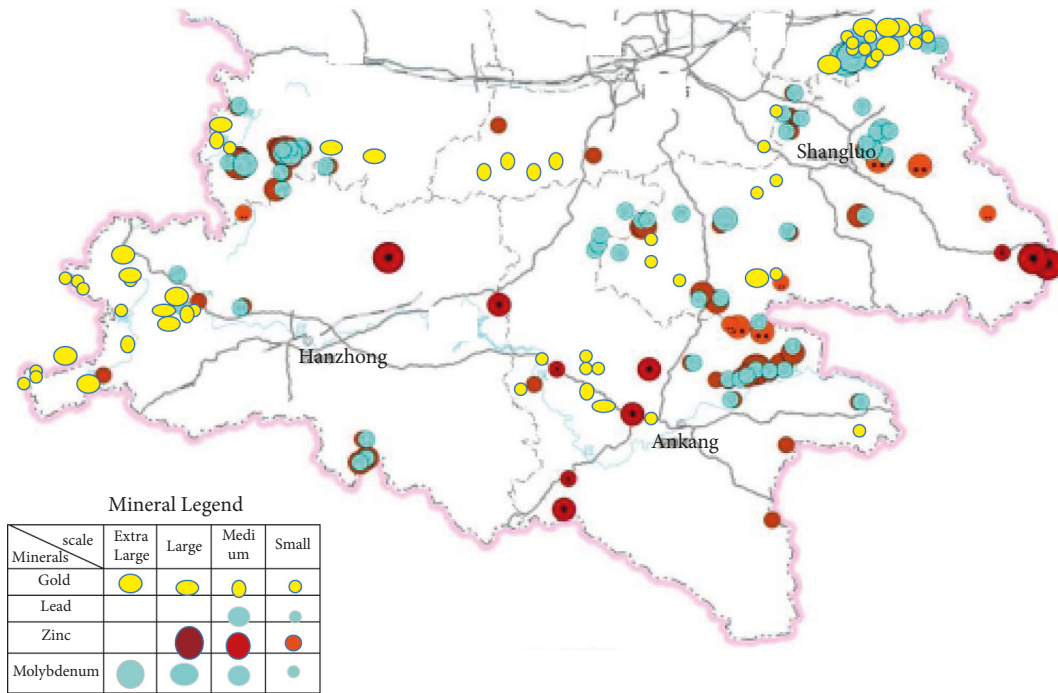 Shangluo
Hanzhong
Ankang
Mineral Legend
scale
Minerals
Extra
Large
Large
Medi
um
Small
Gold
Lead
Zinc
Molybdenum